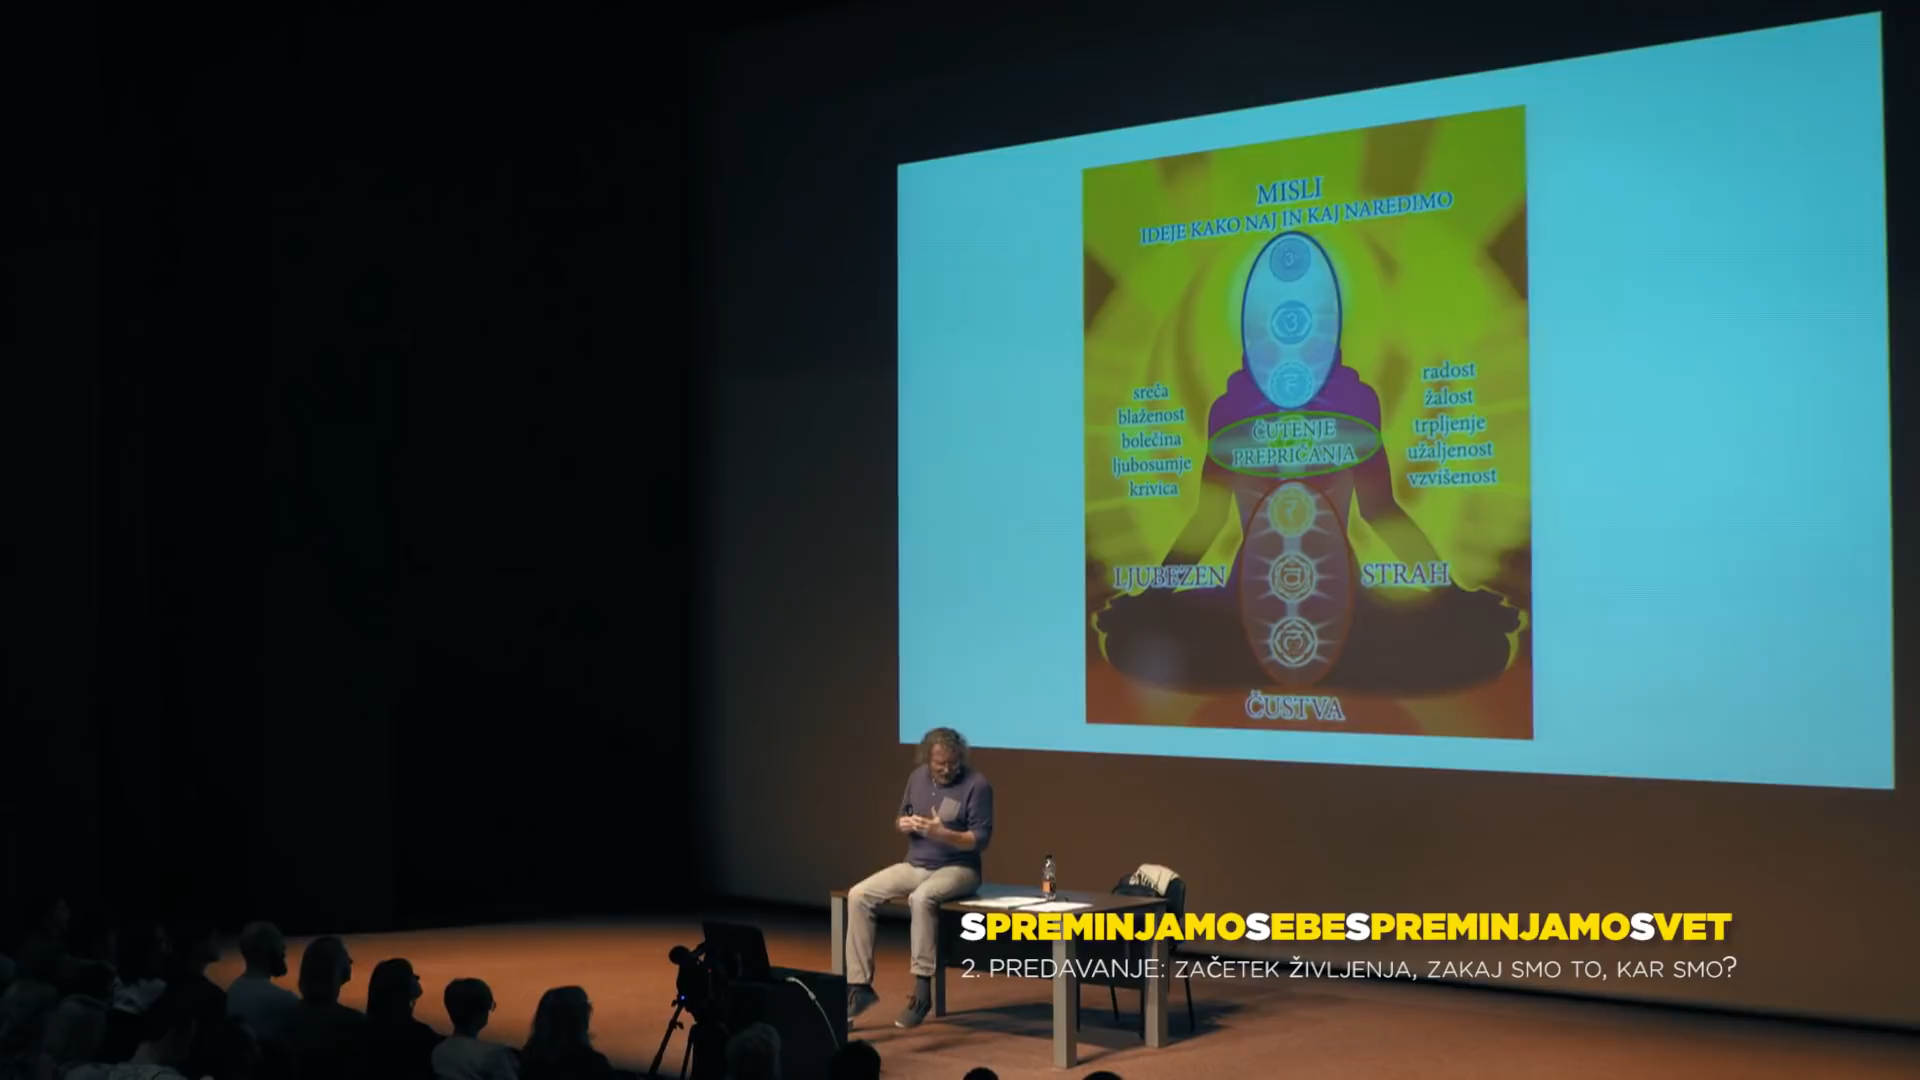 MISLI
IDEJE KAKO NAJ IN KAJ NAREDIMO
sreča
blaženost
bolečina
ljubosumje
krivica
radost
žalost
trpljenje
užaljenost
vzvišenost
ČUTENJE
PREPRIČANJA
LJUBEZEN
STRAH
ČUSTVA
SPREMINJAMOSEBESPREMINJAMOSVET
2. PREDAVANJE: ZAČETEK ŽIVLJENJA, ZAKAJ SMO TO, KAR SMO?